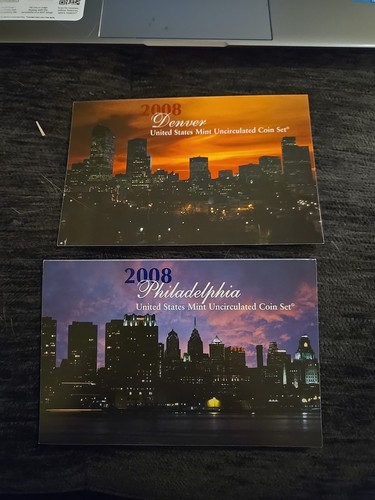 2008
Denver
United States Mint Uncirculated Coin Set®
2008
Philadelphia
United States Mint Uncirculated Coin Set®